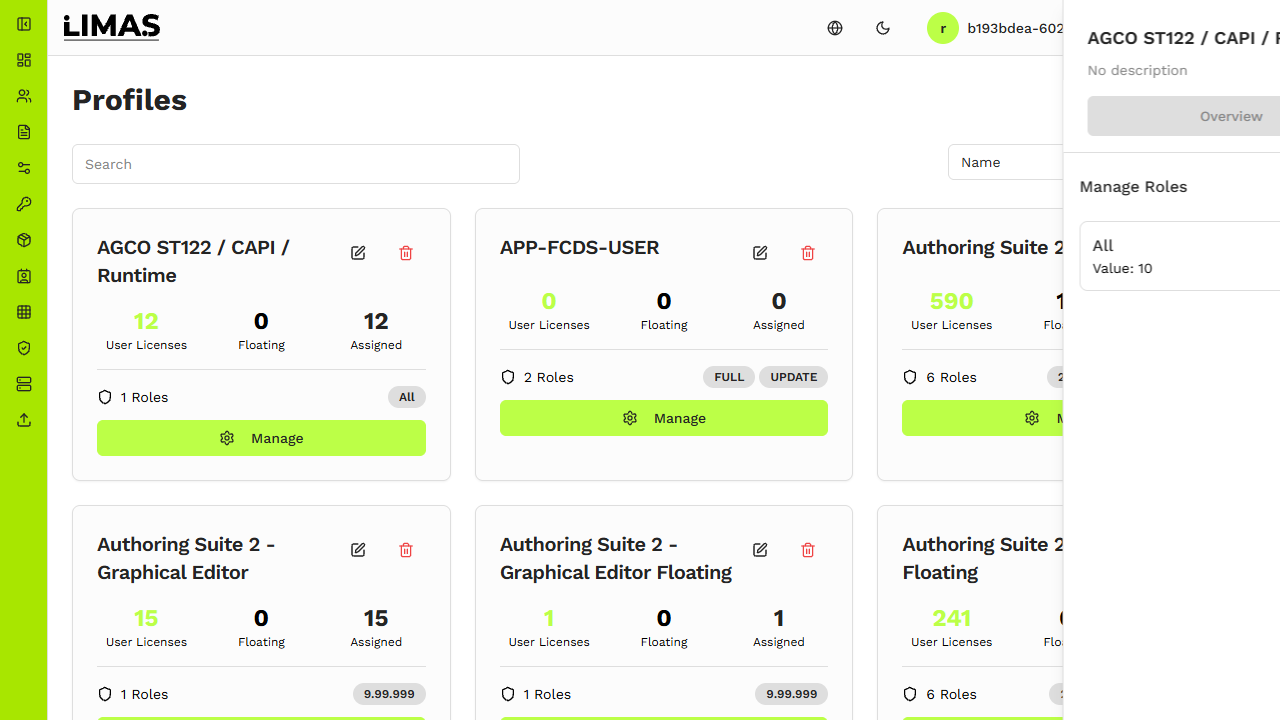 LIMAS
r
b193bdea-602
Profiles
Search
Name
AGCO ST122 / CAPI /
Runtime
12
User Licenses
0
Floating
12
Assigned
1 Roles
All
Manage
APP-FCDS-USER
0
User Licenses
0
Floating
0
Assigned
2 Roles
FULL
UPDATE
Manage
Authoring Suite 2
590
User Licenses
6 Roles
Authoring Suite 2 -
Graphical Editor
15
User Licenses
0
Floating
15
Assigned
1 Roles
9.99.999
Authoring Suite 2 -
Graphical Editor Floating
1
User Licenses
0
Floating
1
Assigned
1 Roles
9.99.999
Authoring Suite 2
Floating
241
User Licenses
6 Roles
AGCO ST122 / CAPI /
No description
Overview
Manage Roles
All
Value: 10